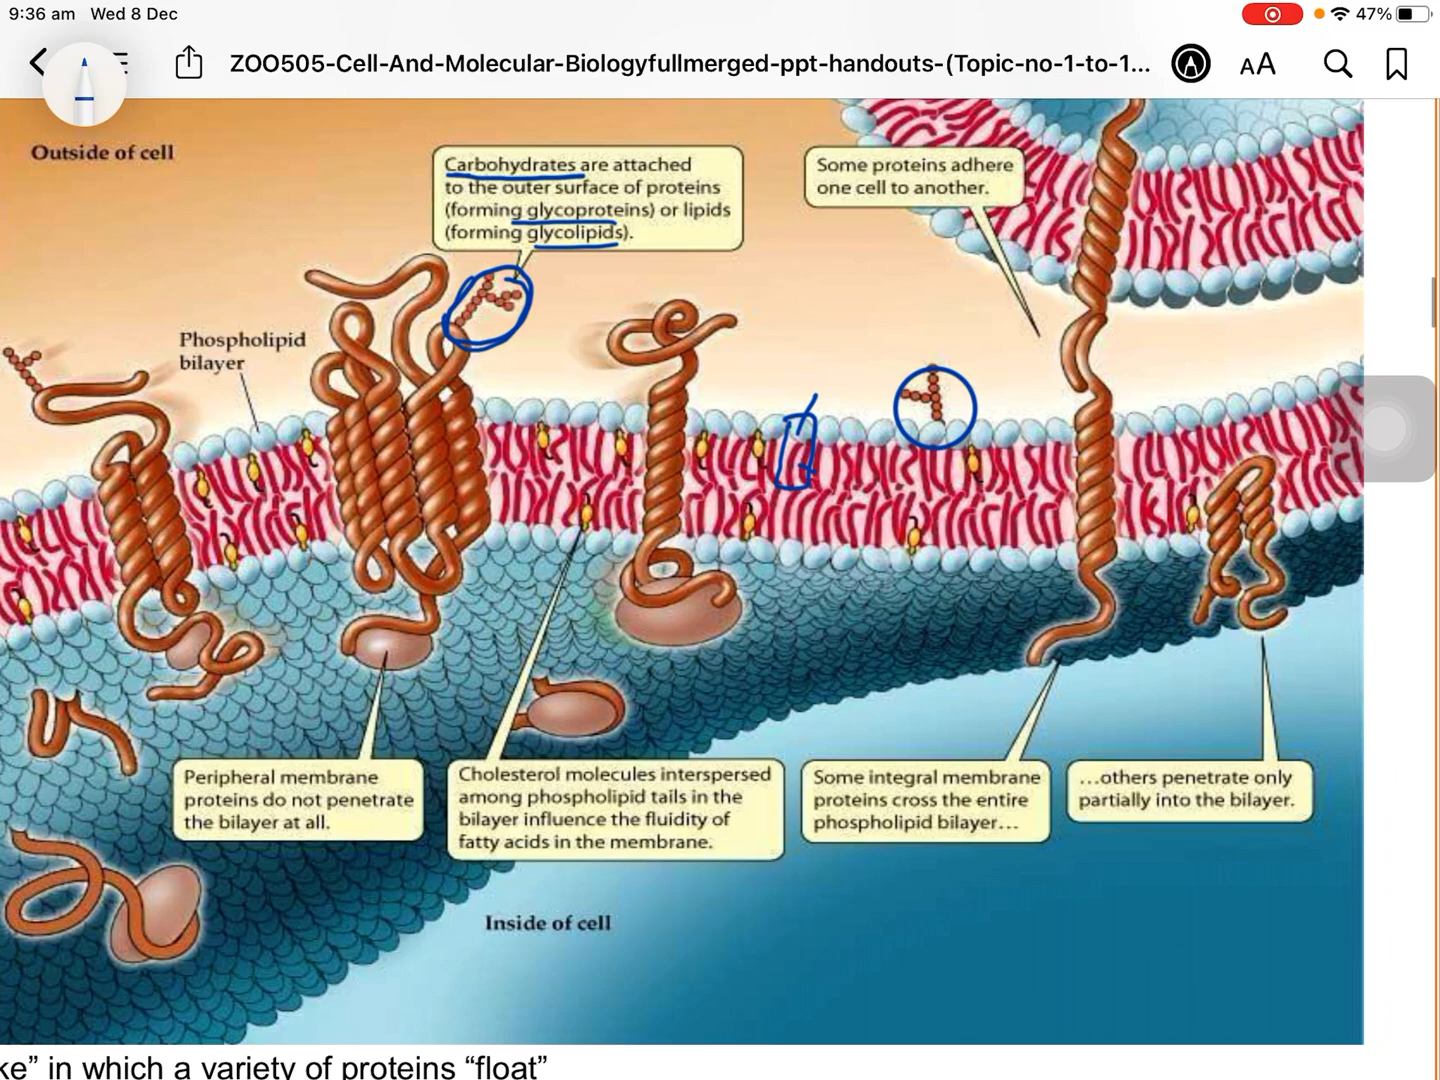 9:36 am Wed 8 Dec
47%
ZOO505-Cell-And-Molecular-Biologyfullmerged-ppt-handouts-(Topic-no-1-to-1...
AA
Outside of cell
Carbohydrates are attached
to the outer surface of proteins
(forming glycoproteins) or lipids
(forming glycolipids).
Some proteins adhere
one cell to another.
Phospholipid
bilayer
Peripheral membrane
proteins do not penetrate
the bilayer at all.
Cholesterol molecules interspersed
among phospholipid tails in the
bilayer influence the fluidity of
fatty acids in the membrane.
Some integral membrane
proteins cross the entire
phospholipid bilayer...
...others penetrate only
partially into the bilayer.
Inside of cell
ke” in which a variety of proteins “float”